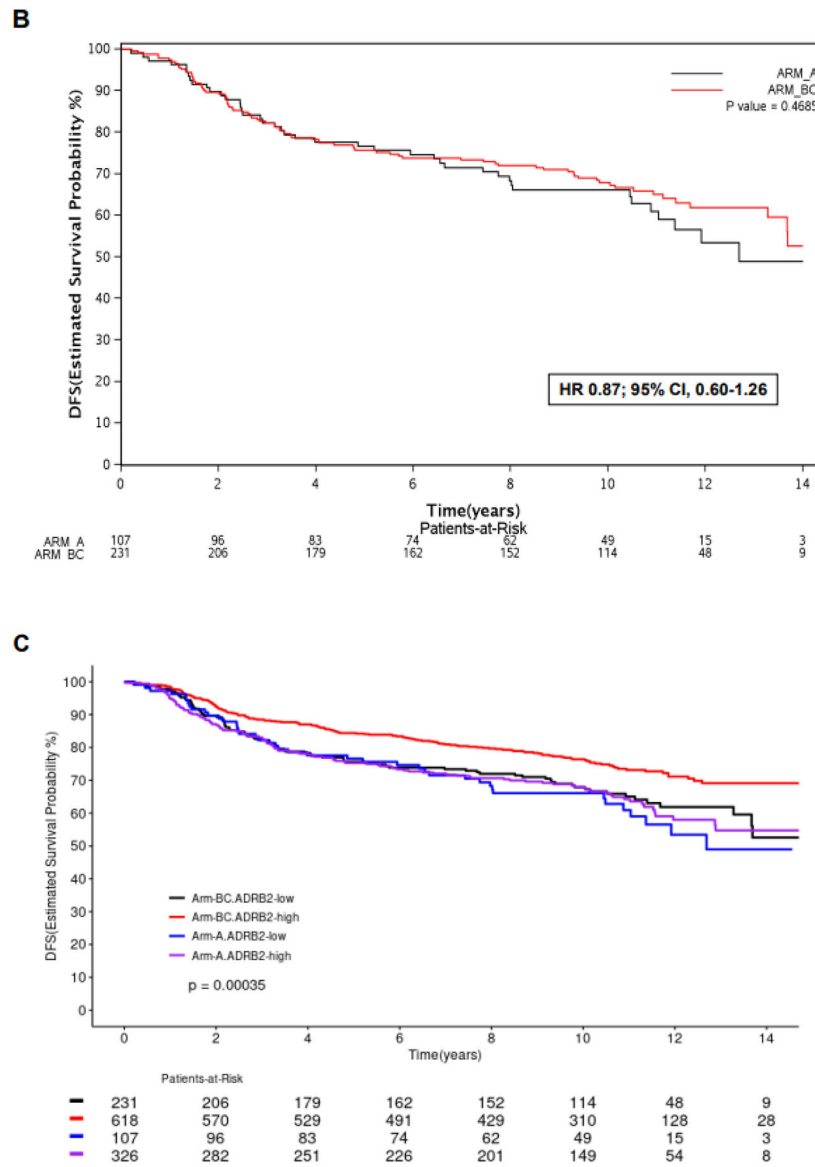 B
100
90
80
70
60
50
40
30
20
10
0
DFS(Estimated Survival Probability %)
ARM_A
ARM_BC
P value = 0.4685
HR 0.87; 95% CI, 0.60-1.26
0 2 4 6 8 10 12 14
Time(years)
Patients-at-Risk
ARM A 107 96 83 74 62 49 15 3
ARM BC 231 206 179 162 152 114 48 9
C
100
90
80
70
60
50
40
30
20
10
0
DFS(Estimated Survival Probability %)
Arm-BC.ADRB2-low
Arm-BC.ADRB2-high
Arm-A.ADRB2-low
Arm-A.ADRB2-high
p = 0.00035
0 2 4 6 8 10 12 14
Time(years)
Patients-at-Risk
231 206 179 162 152 114 48 9
618 570 529 491 429 310 128 28
107 96 83 74 62 49 15 3
326 282 251 226 201 149 54 8